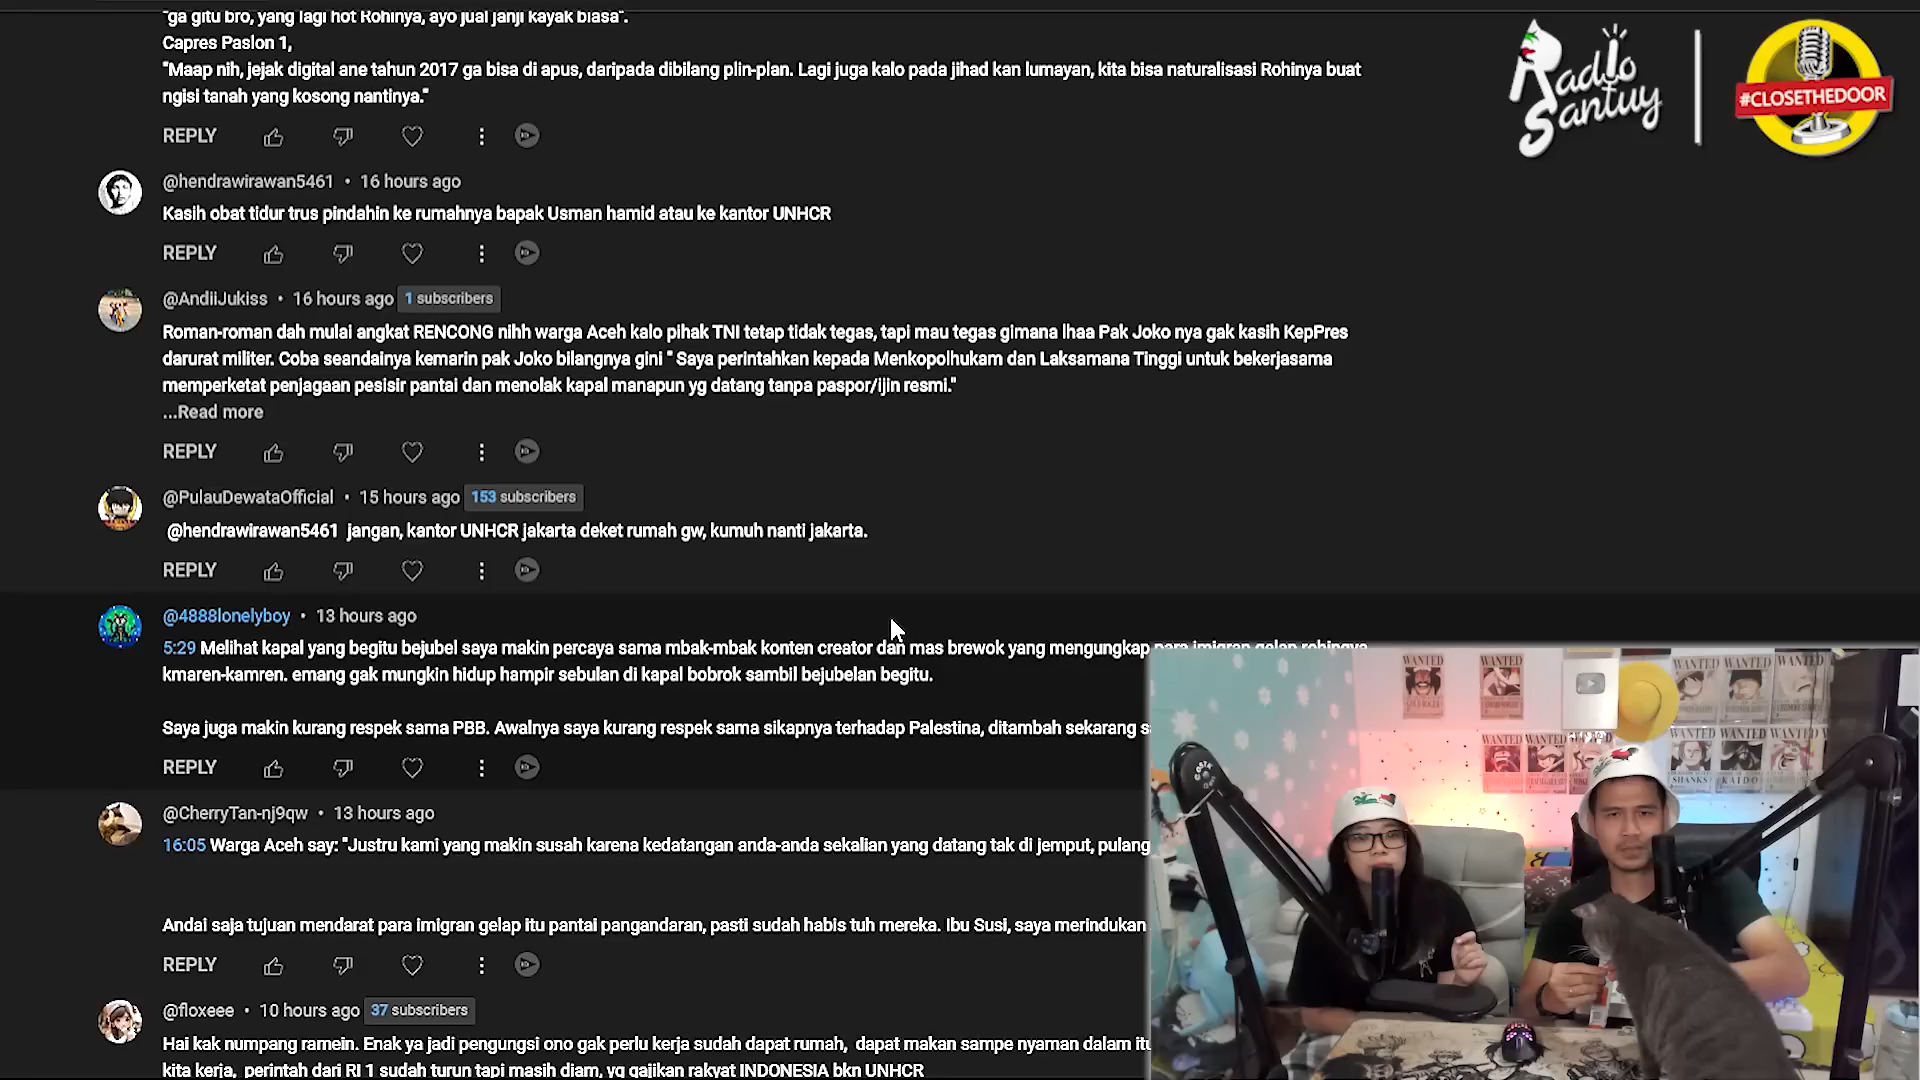 "ga gitu bro, yang lagi hot Rohinya, ayo jual janji kayak biasa".
Capres Paslon 1,
"Maap nih, jejak digital ane tahun 2017 ga bisa di apus, daripada dibilang plin-plan. Lagi juga kalo pada jihad kan lumayan, kita bisa naturalisasi Rohinya buat
ngisi tanah yang kosong nantinya."
REPLY
@hendrawirawan5461 • 16 hours ago
Kasih obat tidur trus pindahin ke rumahnya bapak Usman hamid atau ke kantor UNHCR
REPLY
@AndiiJukiss • 16 hours ago 1 subscribers
Roman-roman dah mulai angkat RENCONG nihh warga Aceh kalo pihak TNI tetap tidak tegas, tapi mau tegas gimana lhaa Pak Joko nya gak kasih KepPres
darurat militer. Coba seandainya kemarin pak Joko bilangnya gini " Saya perintahkan kepada Menkopolhukam dan Laksamana Tinggi untuk bekerjasama
memperketat penjagaan pesisir pantai dan menolak kapal manapun yg datang tanpa paspor/ijin resmi."
...Read more
REPLY
@PulauDewataOfficial • 15 hours ago 153 subscribers
@hendrawirawan5461 jangan, kantor UNHCR jakarta deket rumah gw, kumuh nanti jakarta.
REPLY
@4888lonelyboy • 13 hours ago
5:29 Melihat kapal yang begitu bejubel saya makin percaya sama mbak-mbak konten creator dan mas brewok yang mengungkap para imigran gelap rohingya
kmaren-kamren. emang gak mungkin hidup hampir sebulan di kapal bobrok sambil bejubelan begitu.
Saya juga makin kurang respek sama PBB. Awalnya saya kurang respek sama sikapnya terhadap Palestina, ditambah sekarang
REPLY
@CherryTan-nj9qw • 13 hours ago
16:05 Warga Aceh say: "Justru kami yang makin susah karena kedatangan anda-anda sekalian yang datang tak di jemput, pulang
Andai saja tujuan mendarat para imigran gelap itu pantai pangandaran, pasti sudah habis tuh mereka. Ibu Susi, saya merindukan
REPLY
@floxeee • 10 hours ago 37 subscribers
Hai kak numpang ramein. Enak ya jadi pengungsi ono gak perlu kerja sudah dapat rumah, dapat makan sampe nyaman dalam itu
kita kerja, perintah dari RI 1 sudah turun tapi masih diam, yg gajikan rakyat INDONESIA bkn UNHCR
Radio
Santuy
#CLOSETHEDOOR
WANTED
WANTED
WANTED
WANTED
WANTED
WANTED
WANTED
SHANKS
KAIDO